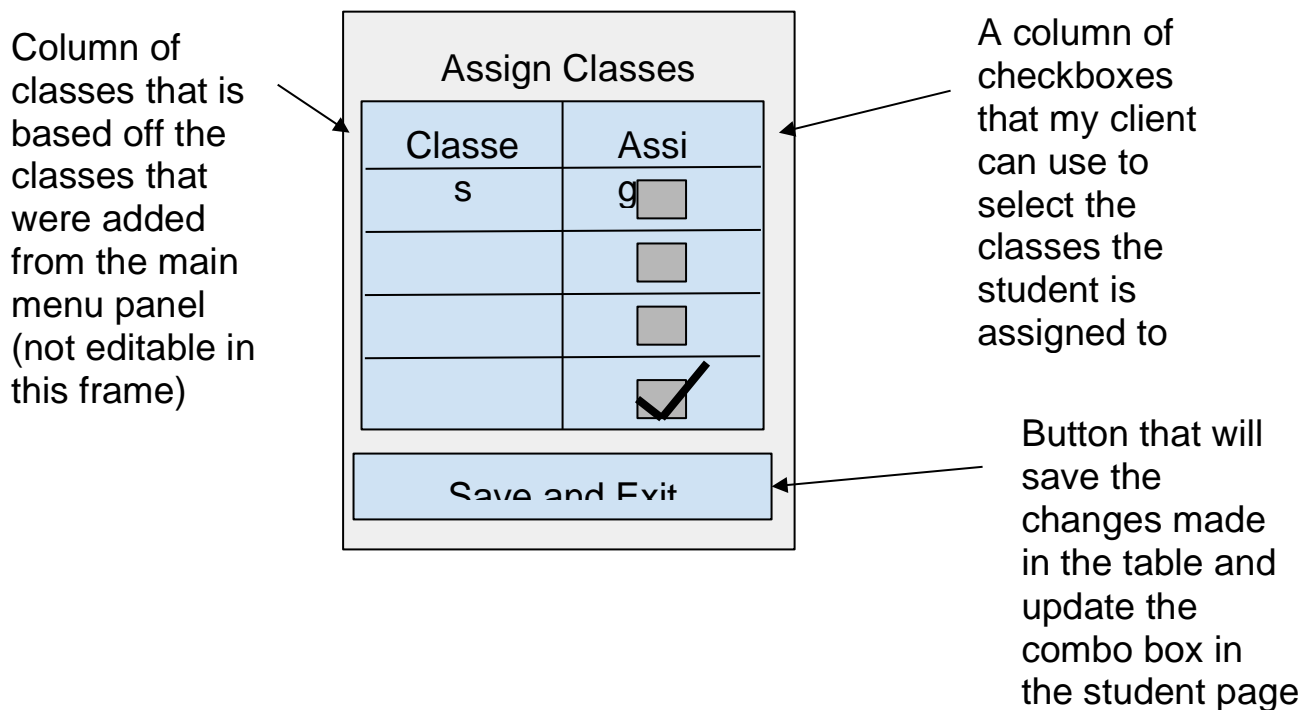 Column of
classes that is
based off the
classes that
were added
from the main
menu panel
(not editable in
this frame)
Assign Classes
Classe
s
Assi
g
Save and Exit
A column of
checkboxes
that my client
can use to
select the
classes the
student is
assigned to
Button that will
save the
changes made
in the table and
update the
combo box in
the student page